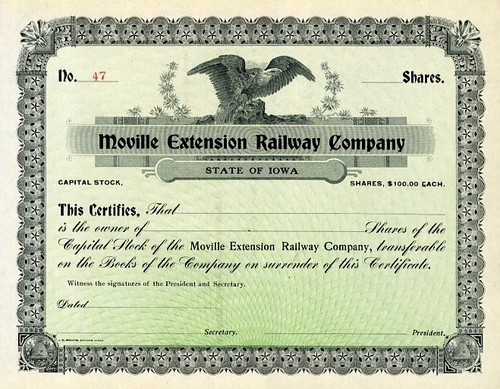 No. 47 Shares.
Moville Extension Railway Company
STATE OF IOWA
CAPITAL STOCK, SHARES, $100.00 EACH.
This Certifies, That
is the owner of Shares of the
Capital Stock of the Moville Extension Railway Company, transferable
on the Books of the Company on surrender of this Certificate.
Witness the signatures of the President and Secretary.
Dated
Secretary. President.